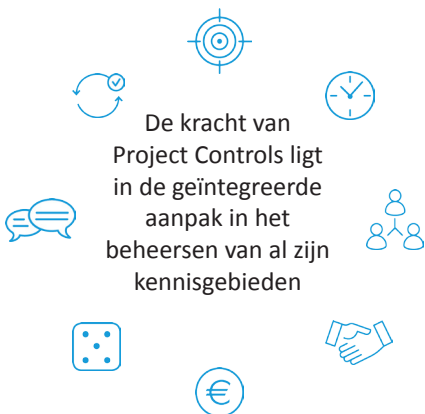 De kracht van
Project Controls ligt
in de geïntegreerde
aanpak in het
beheersen van al zijn
kennisgebieden
€